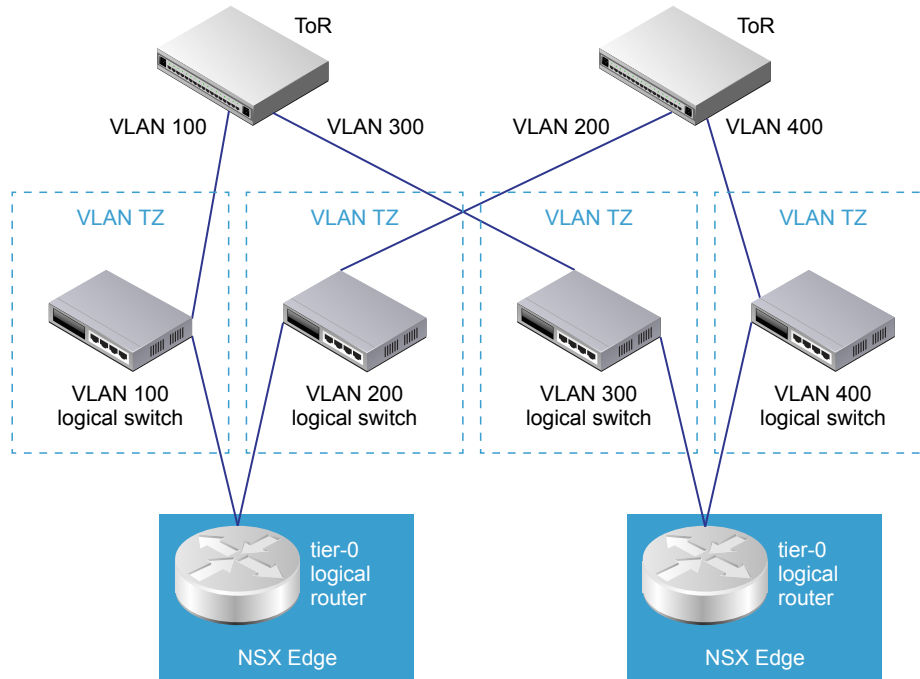 ToR
ToR
VLAN 100
VLAN 300
VLAN 200
VLAN 400
VLAN TZ
VLAN TZ
VLAN TZ
VLAN TZ
VLAN 100
logical switch
VLAN 200
logical switch
VLAN 300
logical switch
VLAN 400
logical switch
tier-0
logical
router
NSX Edge
tier-0
logical
router
NSX Edge